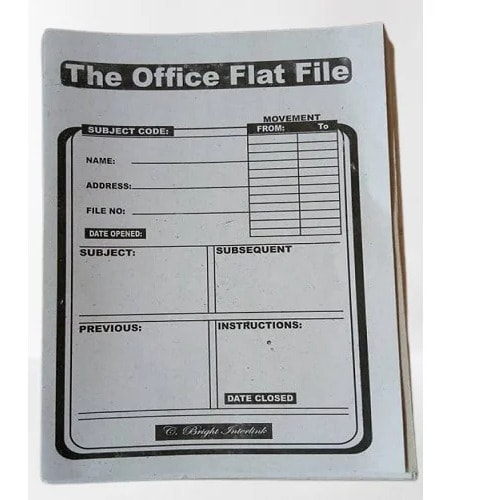 The Office Flat File
MOVEMENT
SUBJECT CODE:
FROM: To
NAME:
ADDRESS:
FILE NO:
DATE OPENED:
SUBJECT:
SUBSEQUENT
PREVIOUS:
INSTRUCTIONS:
DATE CLOSED
C. Bright Interlink